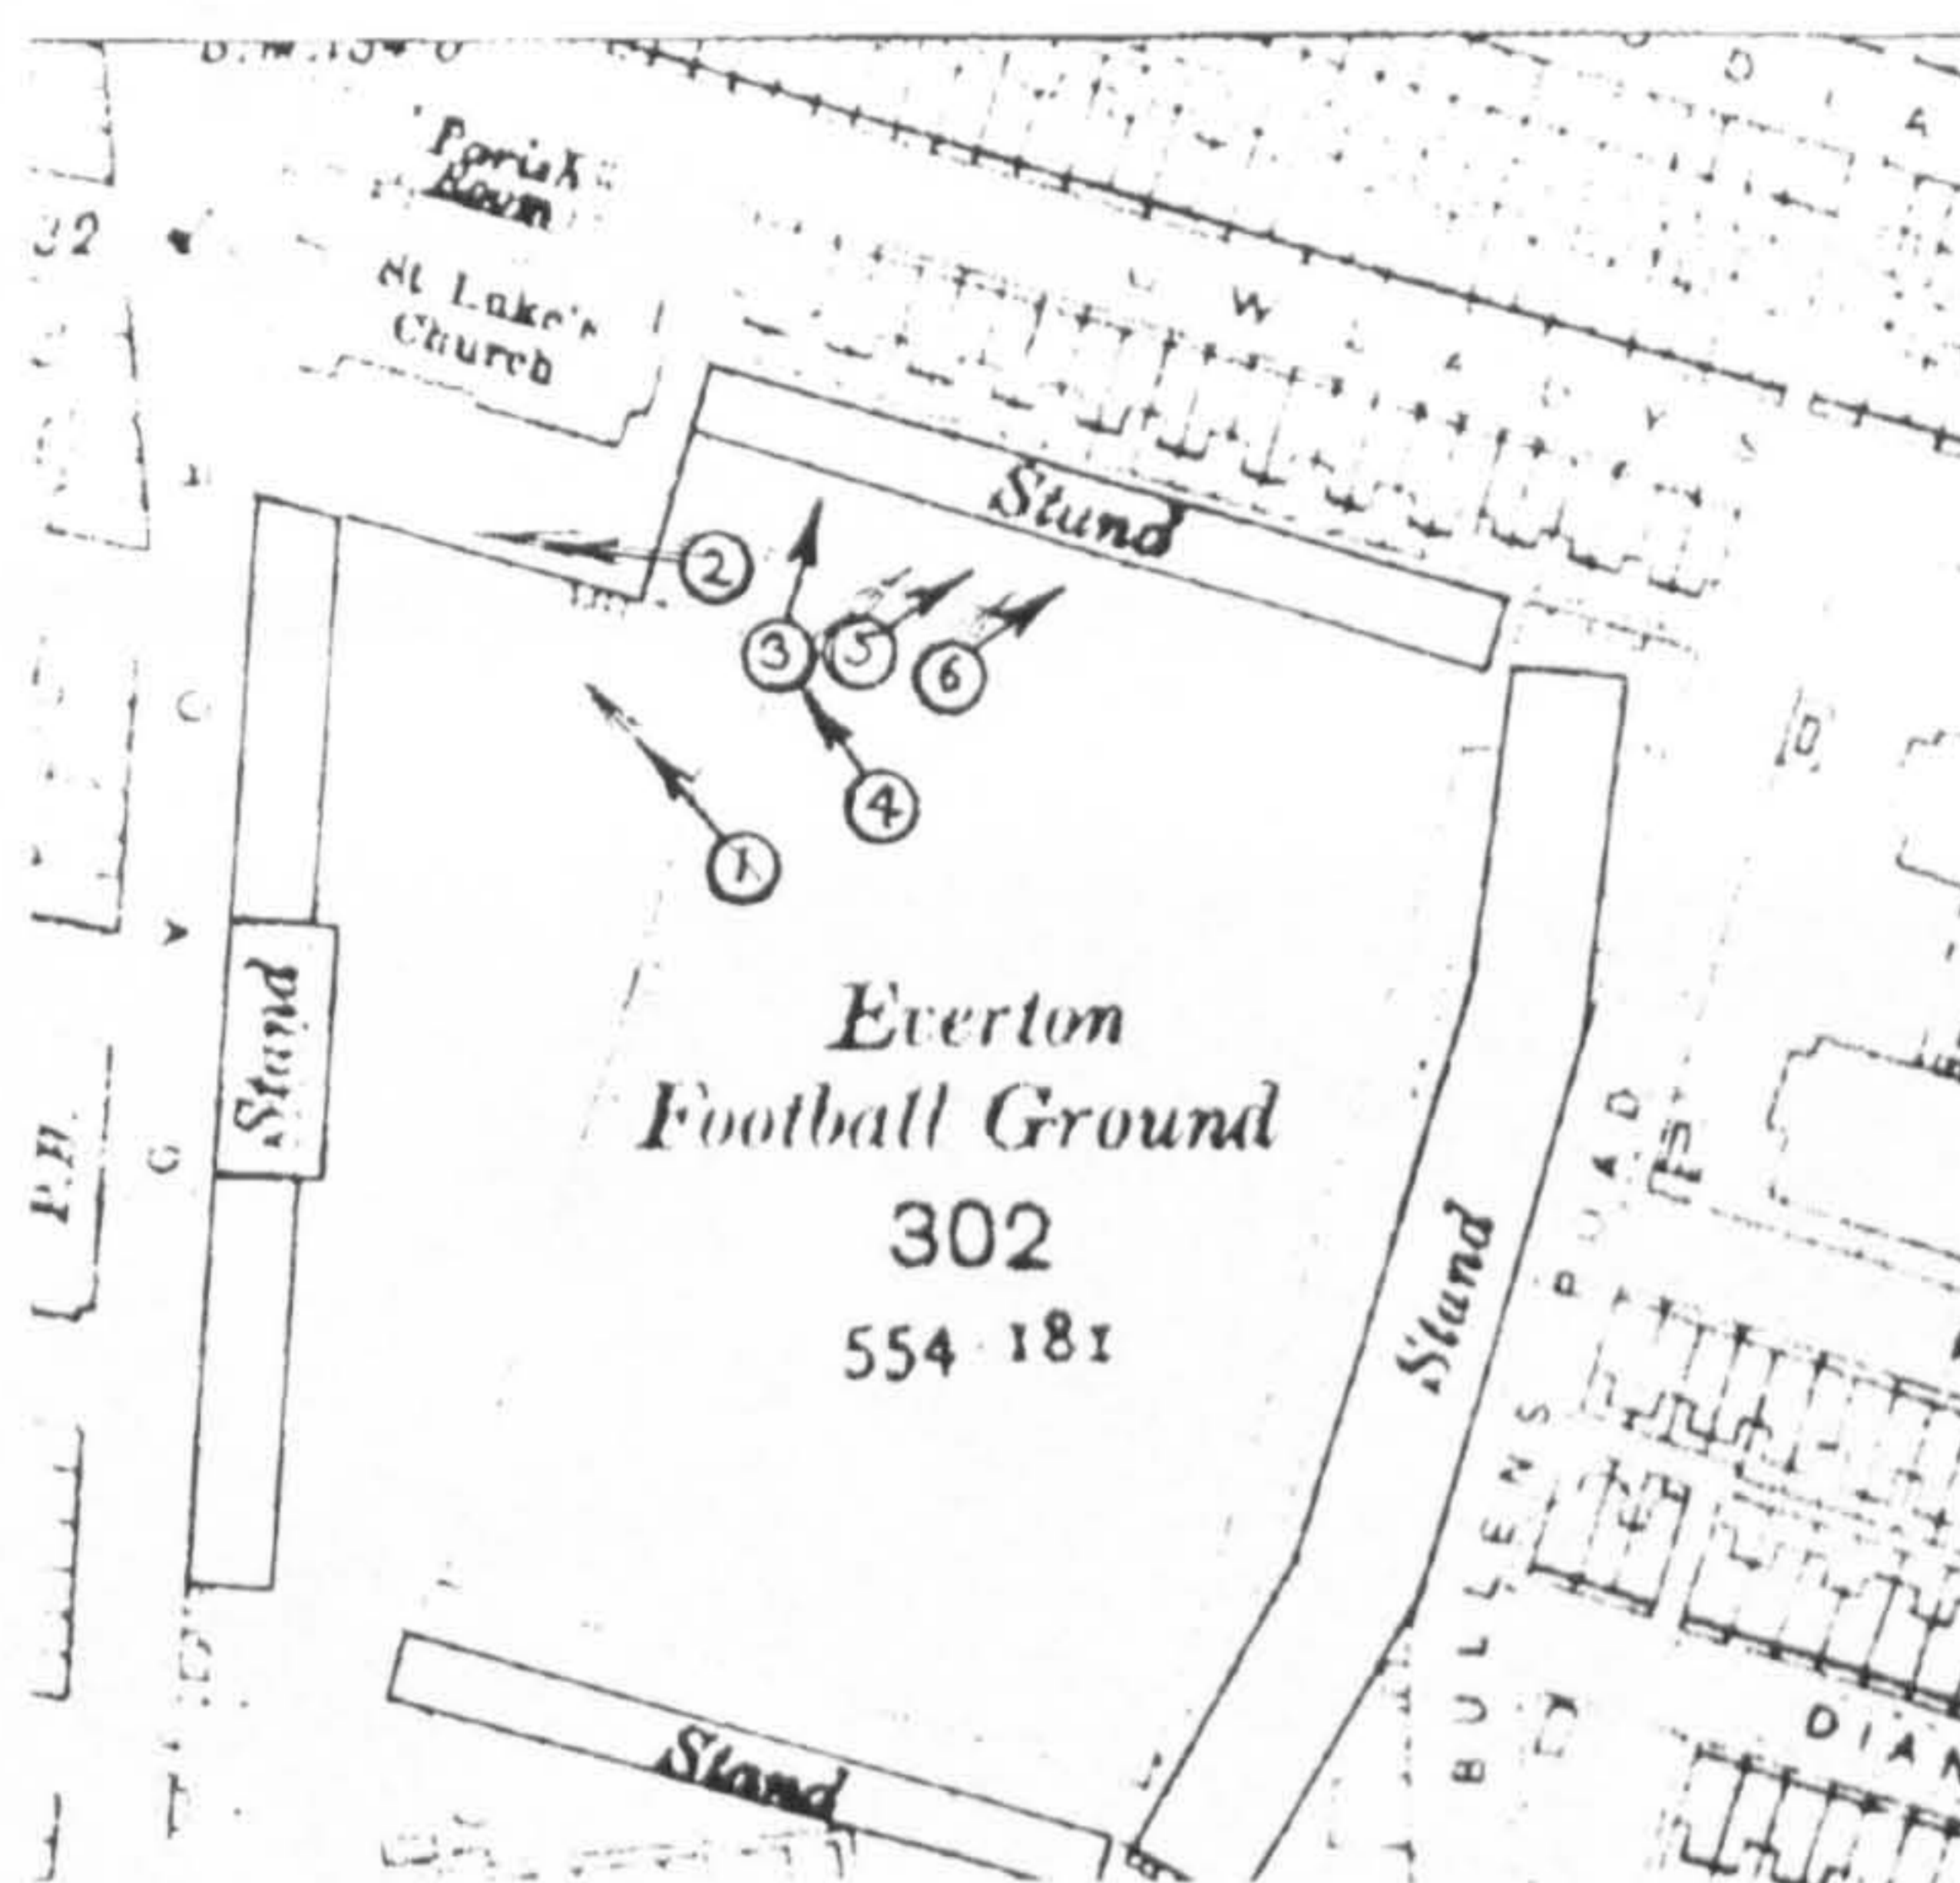 Parish
Room
St Luke's
Church
Stand
2
3
5
6
4
1
Everton
Football Ground
302
554·181
Stand
Stand
Stand
P.H.
BULLENS ROAD
DIAN